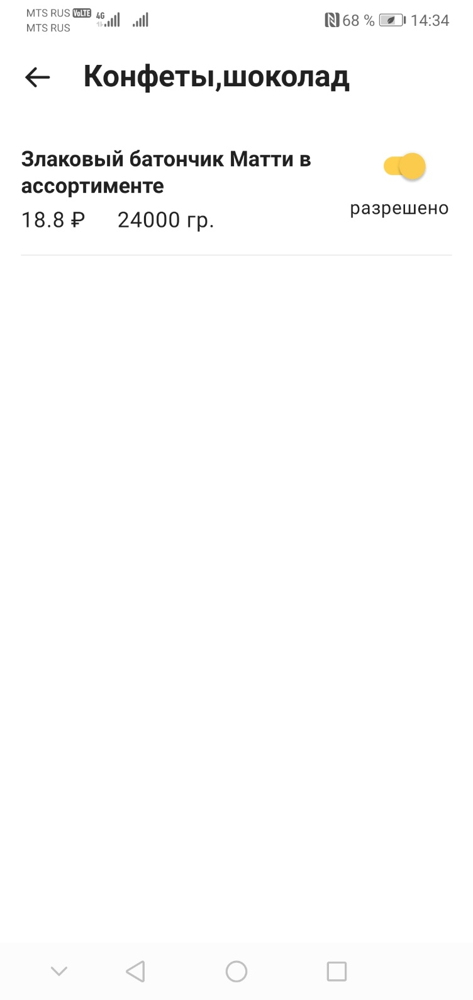 MTS RUS VoLTE 4G 68 % 14:34
MTS RUS
Конфеты,шоколад
Злаковый батончик Матти в
ассортименте
разрешено
18.8 ₽ 24000 гр.